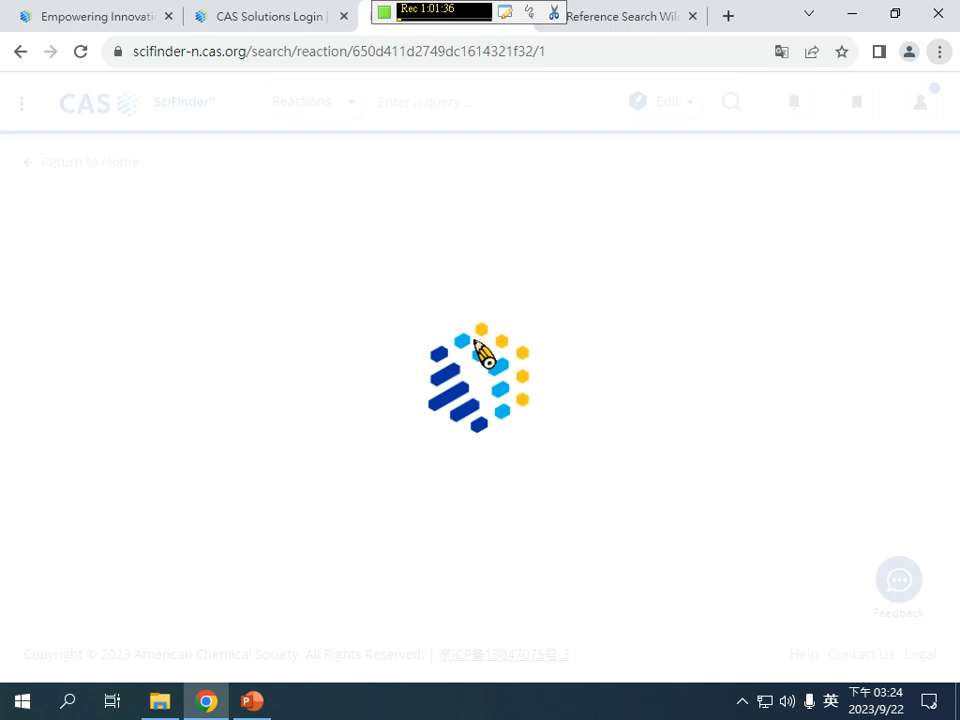 Empowering Innovati
CAS Solutions Login |
Rec 1:01:36
Reference Search Wil
scifinder-n.cas.org/search/reaction/650d411d2749dc1614321f32/1
CAS SciFinderⁿ
Reactions
Enter a query...
Edit
Return to Home
Feedback
Copyright © 2023 American Chemical Society. All Rights Reserved. | 京ICP备13047075号-3
Help Contact Us Legal
英
下午 03:24
2023/9/22